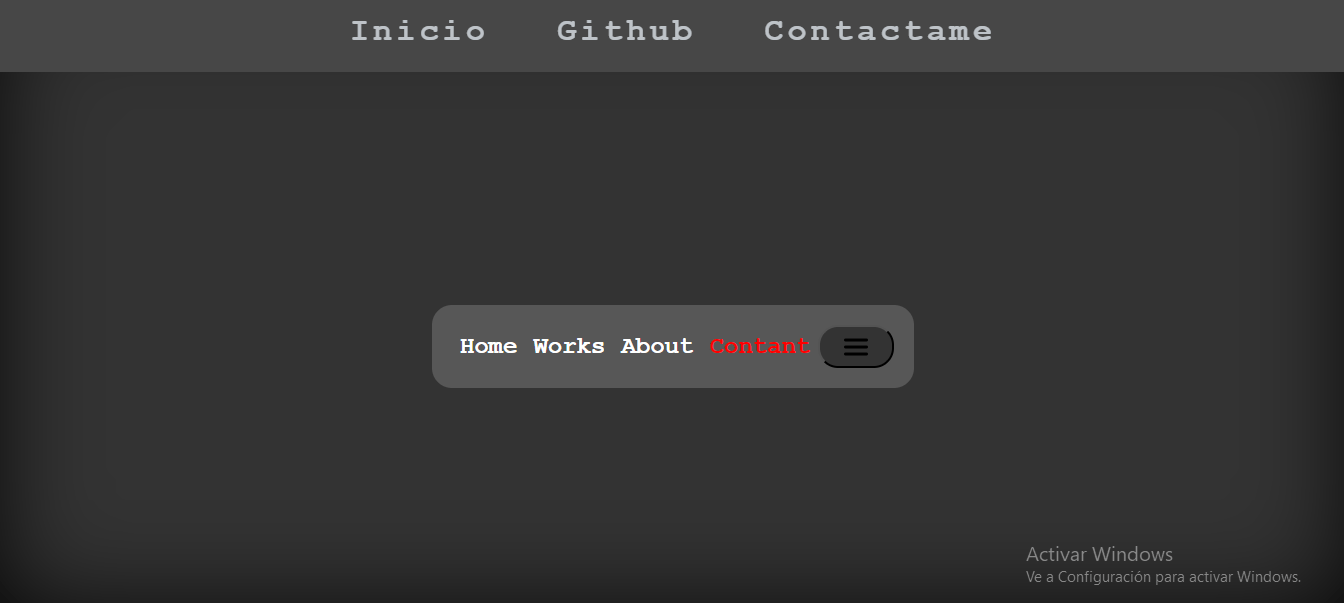 Inicio Github Contactame
Home Works About Contant
Activar Windows
Ve a Configuración para activar Windows.